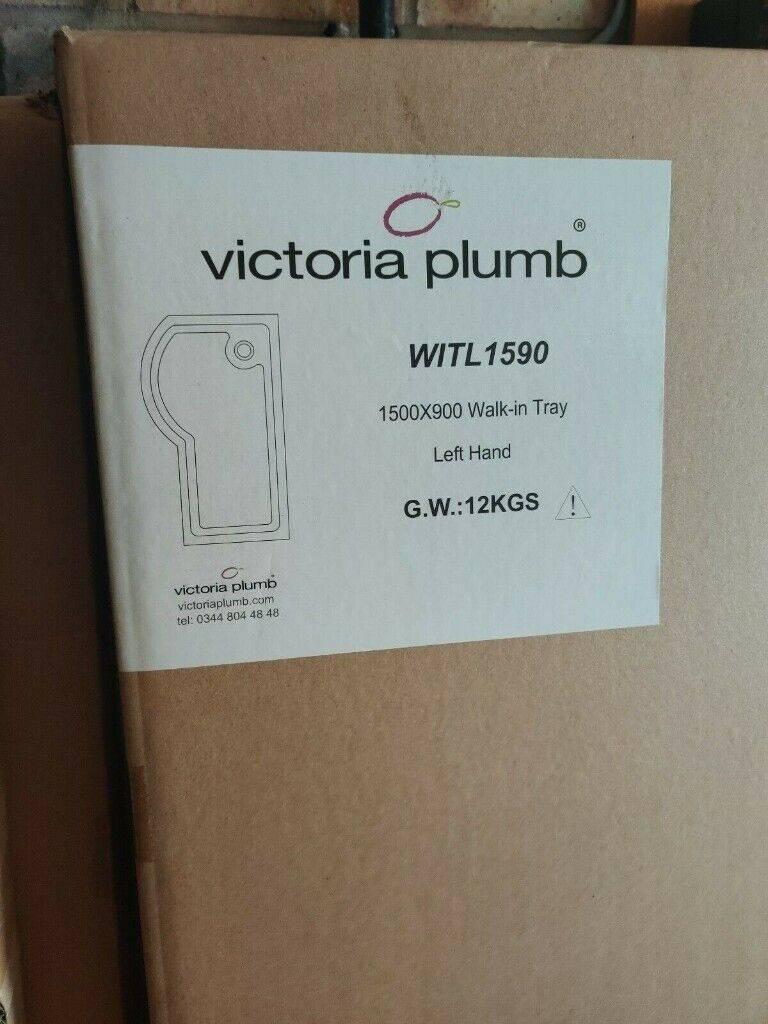 victoria plumb®
WITL1590
1500X900 Walk-in Tray
Left Hand
G.W.:12KGS
victoria plumb®
victoriaplumb.com
tel: 0344 804 48 48